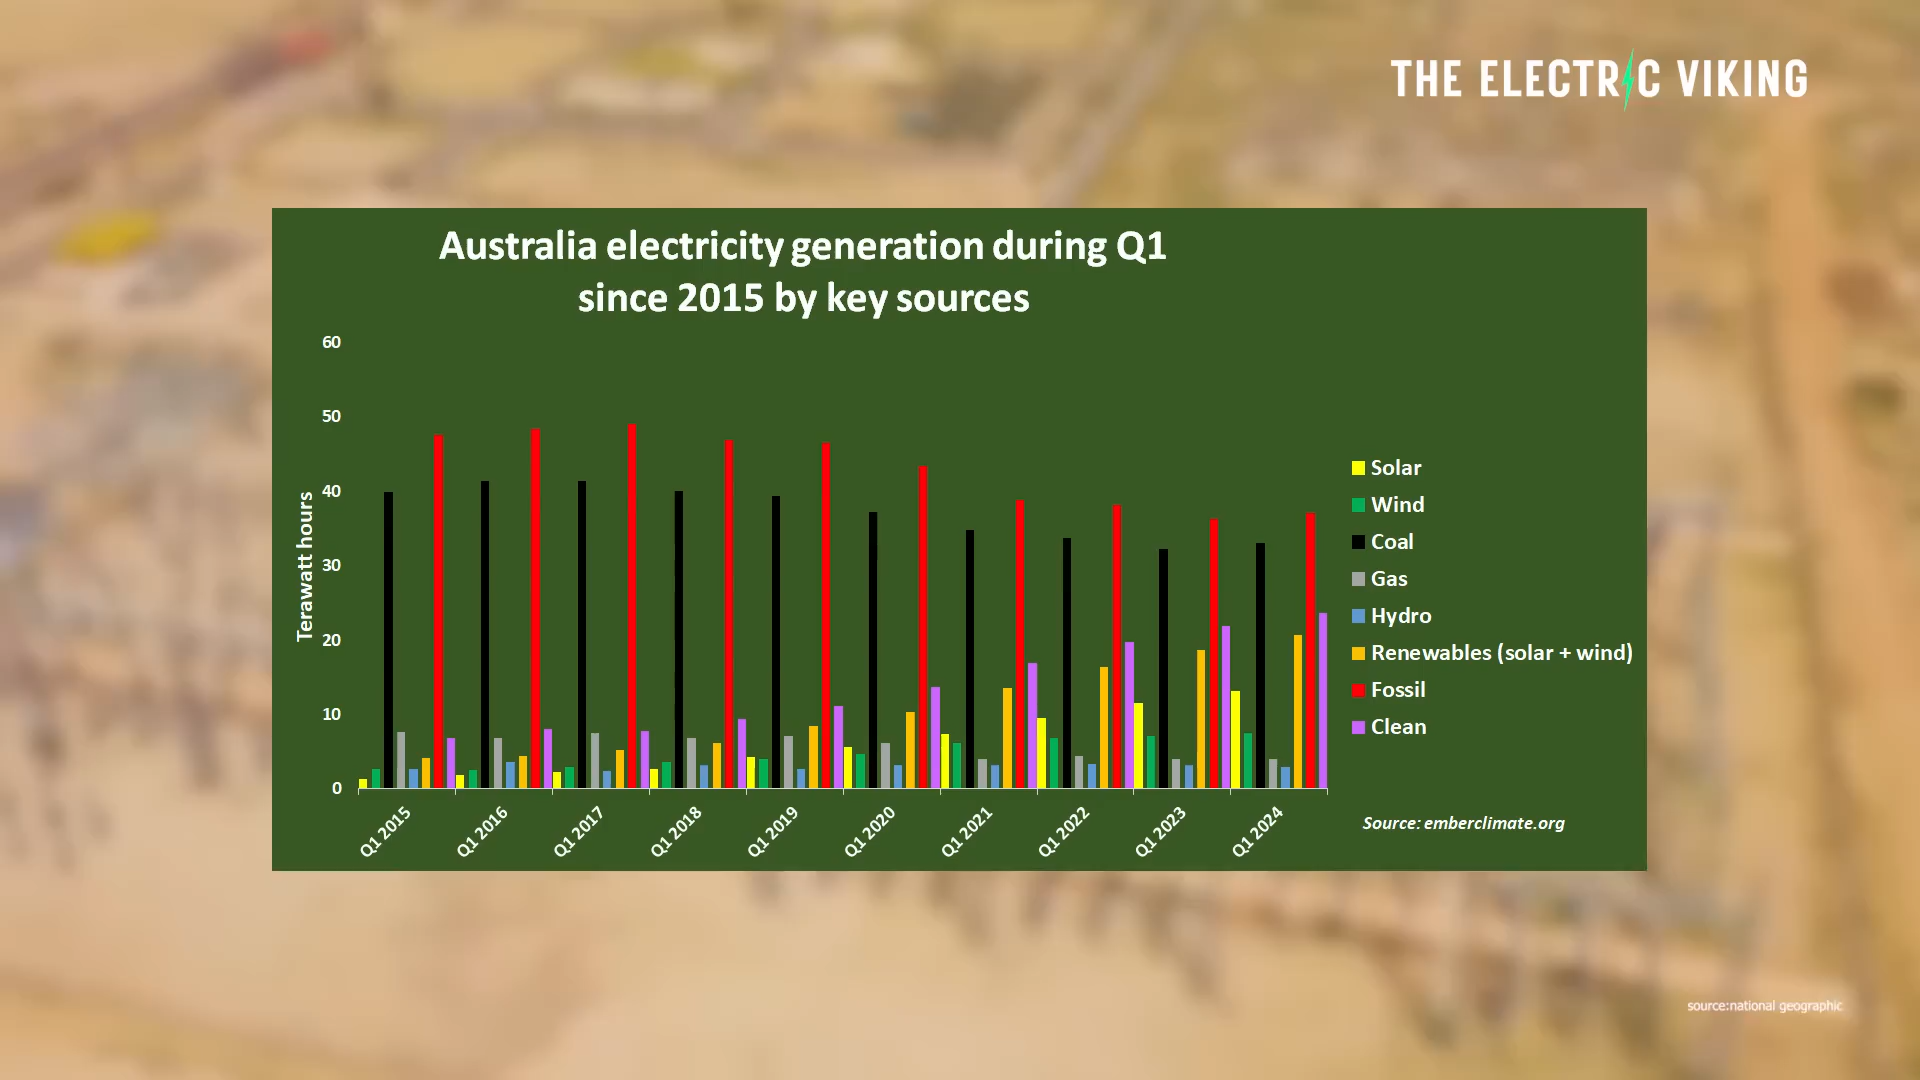 THE ELECTRIC VIKING
Australia electricity generation during Q1
since 2015 by key sources
Terawatt hours
60
50
40
30
20
10
0
Q1 2015
Q1 2016
Q1 2017
Q1 2018
Q1 2019
Q1 2020
Q1 2021
Q1 2022
Q1 2023
Q1 2024
Solar
Wind
Coal
Gas
Hydro
Renewables (solar + wind)
Fossil
Clean
Source: emberclimate.org
source:national geographic